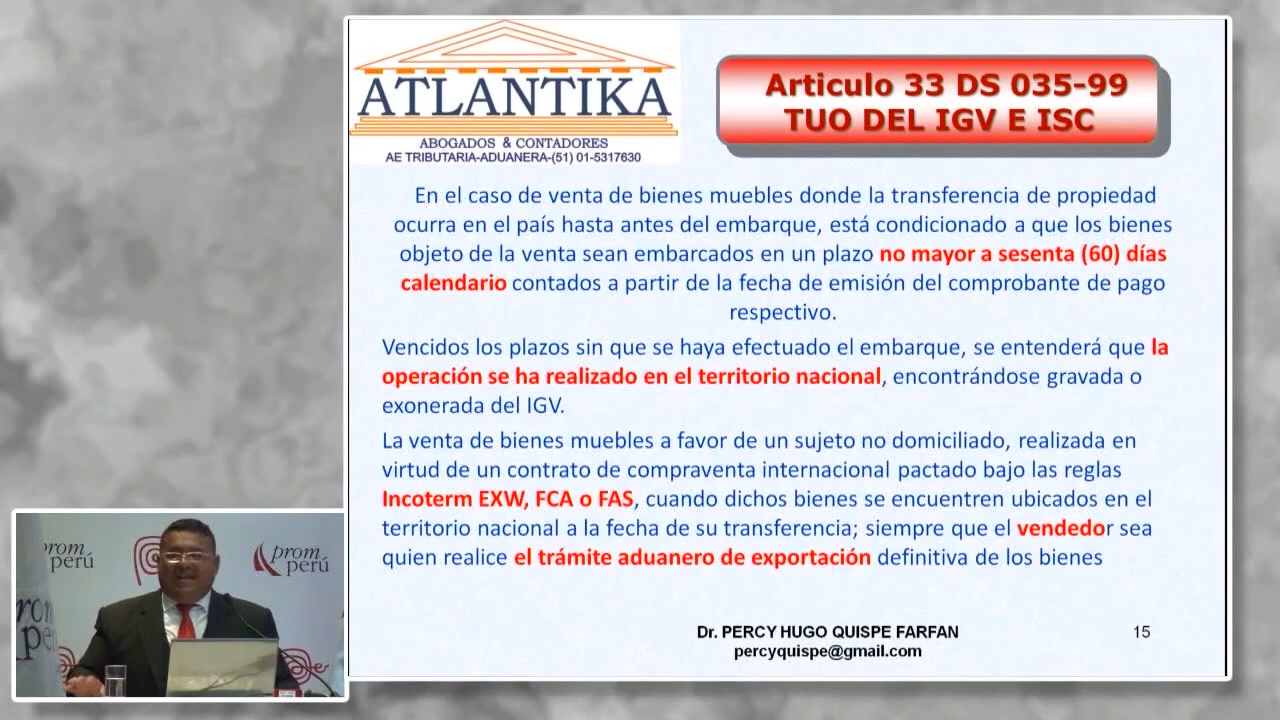 ATLANTIKA
ABOGADOS & CONTADORES
AE TRIBUTARIA-ADUANERA-(51) 01-5317630
Articulo 33 DS 035-99
TUO DEL IGV E ISC
En el caso de venta de bienes muebles donde la transferencia de propiedad
ocurra en el país hasta antes del embarque, está condicionado a que los bienes
objeto de la venta sean embarcados en un plazo no mayor a sesenta (60) días
calendario contados a partir de la fecha de emisión del comprobante de pago
respectivo.
Vencidos los plazos sin que se haya efectuado el embarque, se entenderá que la
operación se ha realizado en el territorio nacional, encontrándose gravada o
exonerada del IGV.
La venta de bienes muebles a favor de un sujeto no domiciliado, realizada en
virtud de un contrato de compraventa internacional pactado bajo las reglas
Incoterm EXW, FCA o FAS, cuando dichos bienes se encuentren ubicados en el
territorio nacional a la fecha de su transferencia; siempre que el vendedor sea
quien realice el trámite aduanero de exportación definitiva de los bienes
Dr. PERCY HUGO QUISPE FARFAN
percyquispe@gmail.com
15
prom
perú
prom
perú